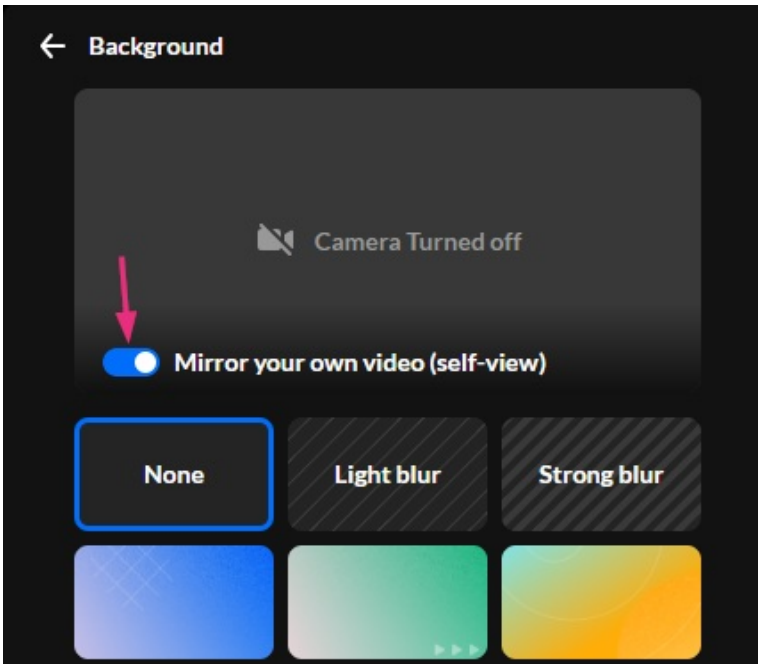 Background
Camera Turned off
Mirror your own video (self-view)
None
Light blur
Strong blur